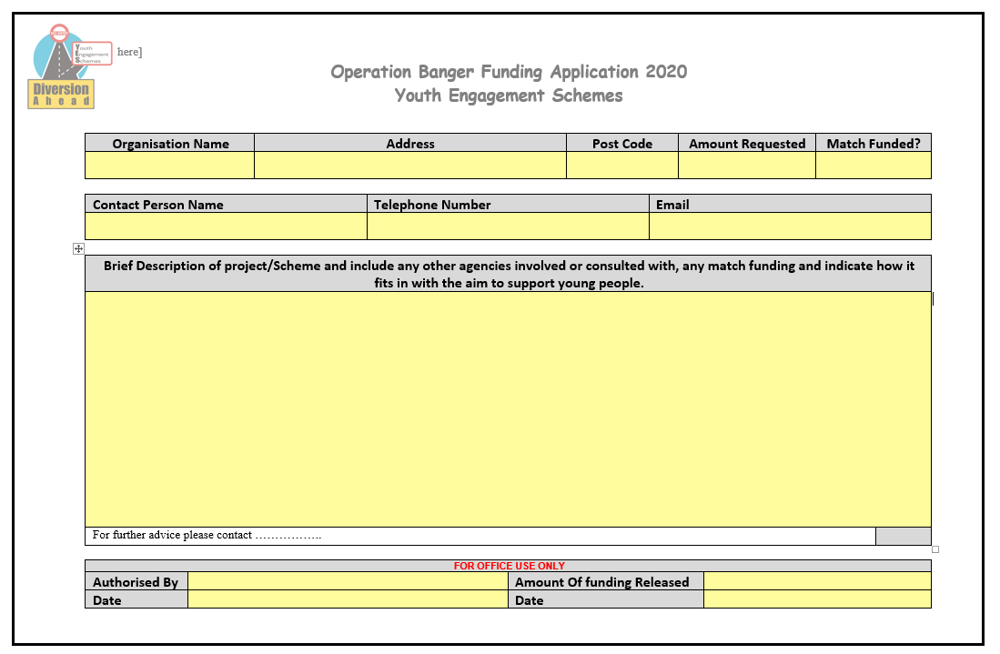 Youth
Engagement
Schemes
here]
Diversion
Ahead
Operation Banger Funding Application 2020
Youth Engagement Schemes
Organisation Name Address Post Code Amount Requested Match Funded?
Contact Person Name Telephone Number Email
Brief Description of project/Scheme and include any other agencies involved or consulted with, any match funding and indicate how it
fits in with the aim to support young people.
For further advice please contact ……………..
FOR OFFICE USE ONLY
Authorised By Amount Of funding Released
Date Date